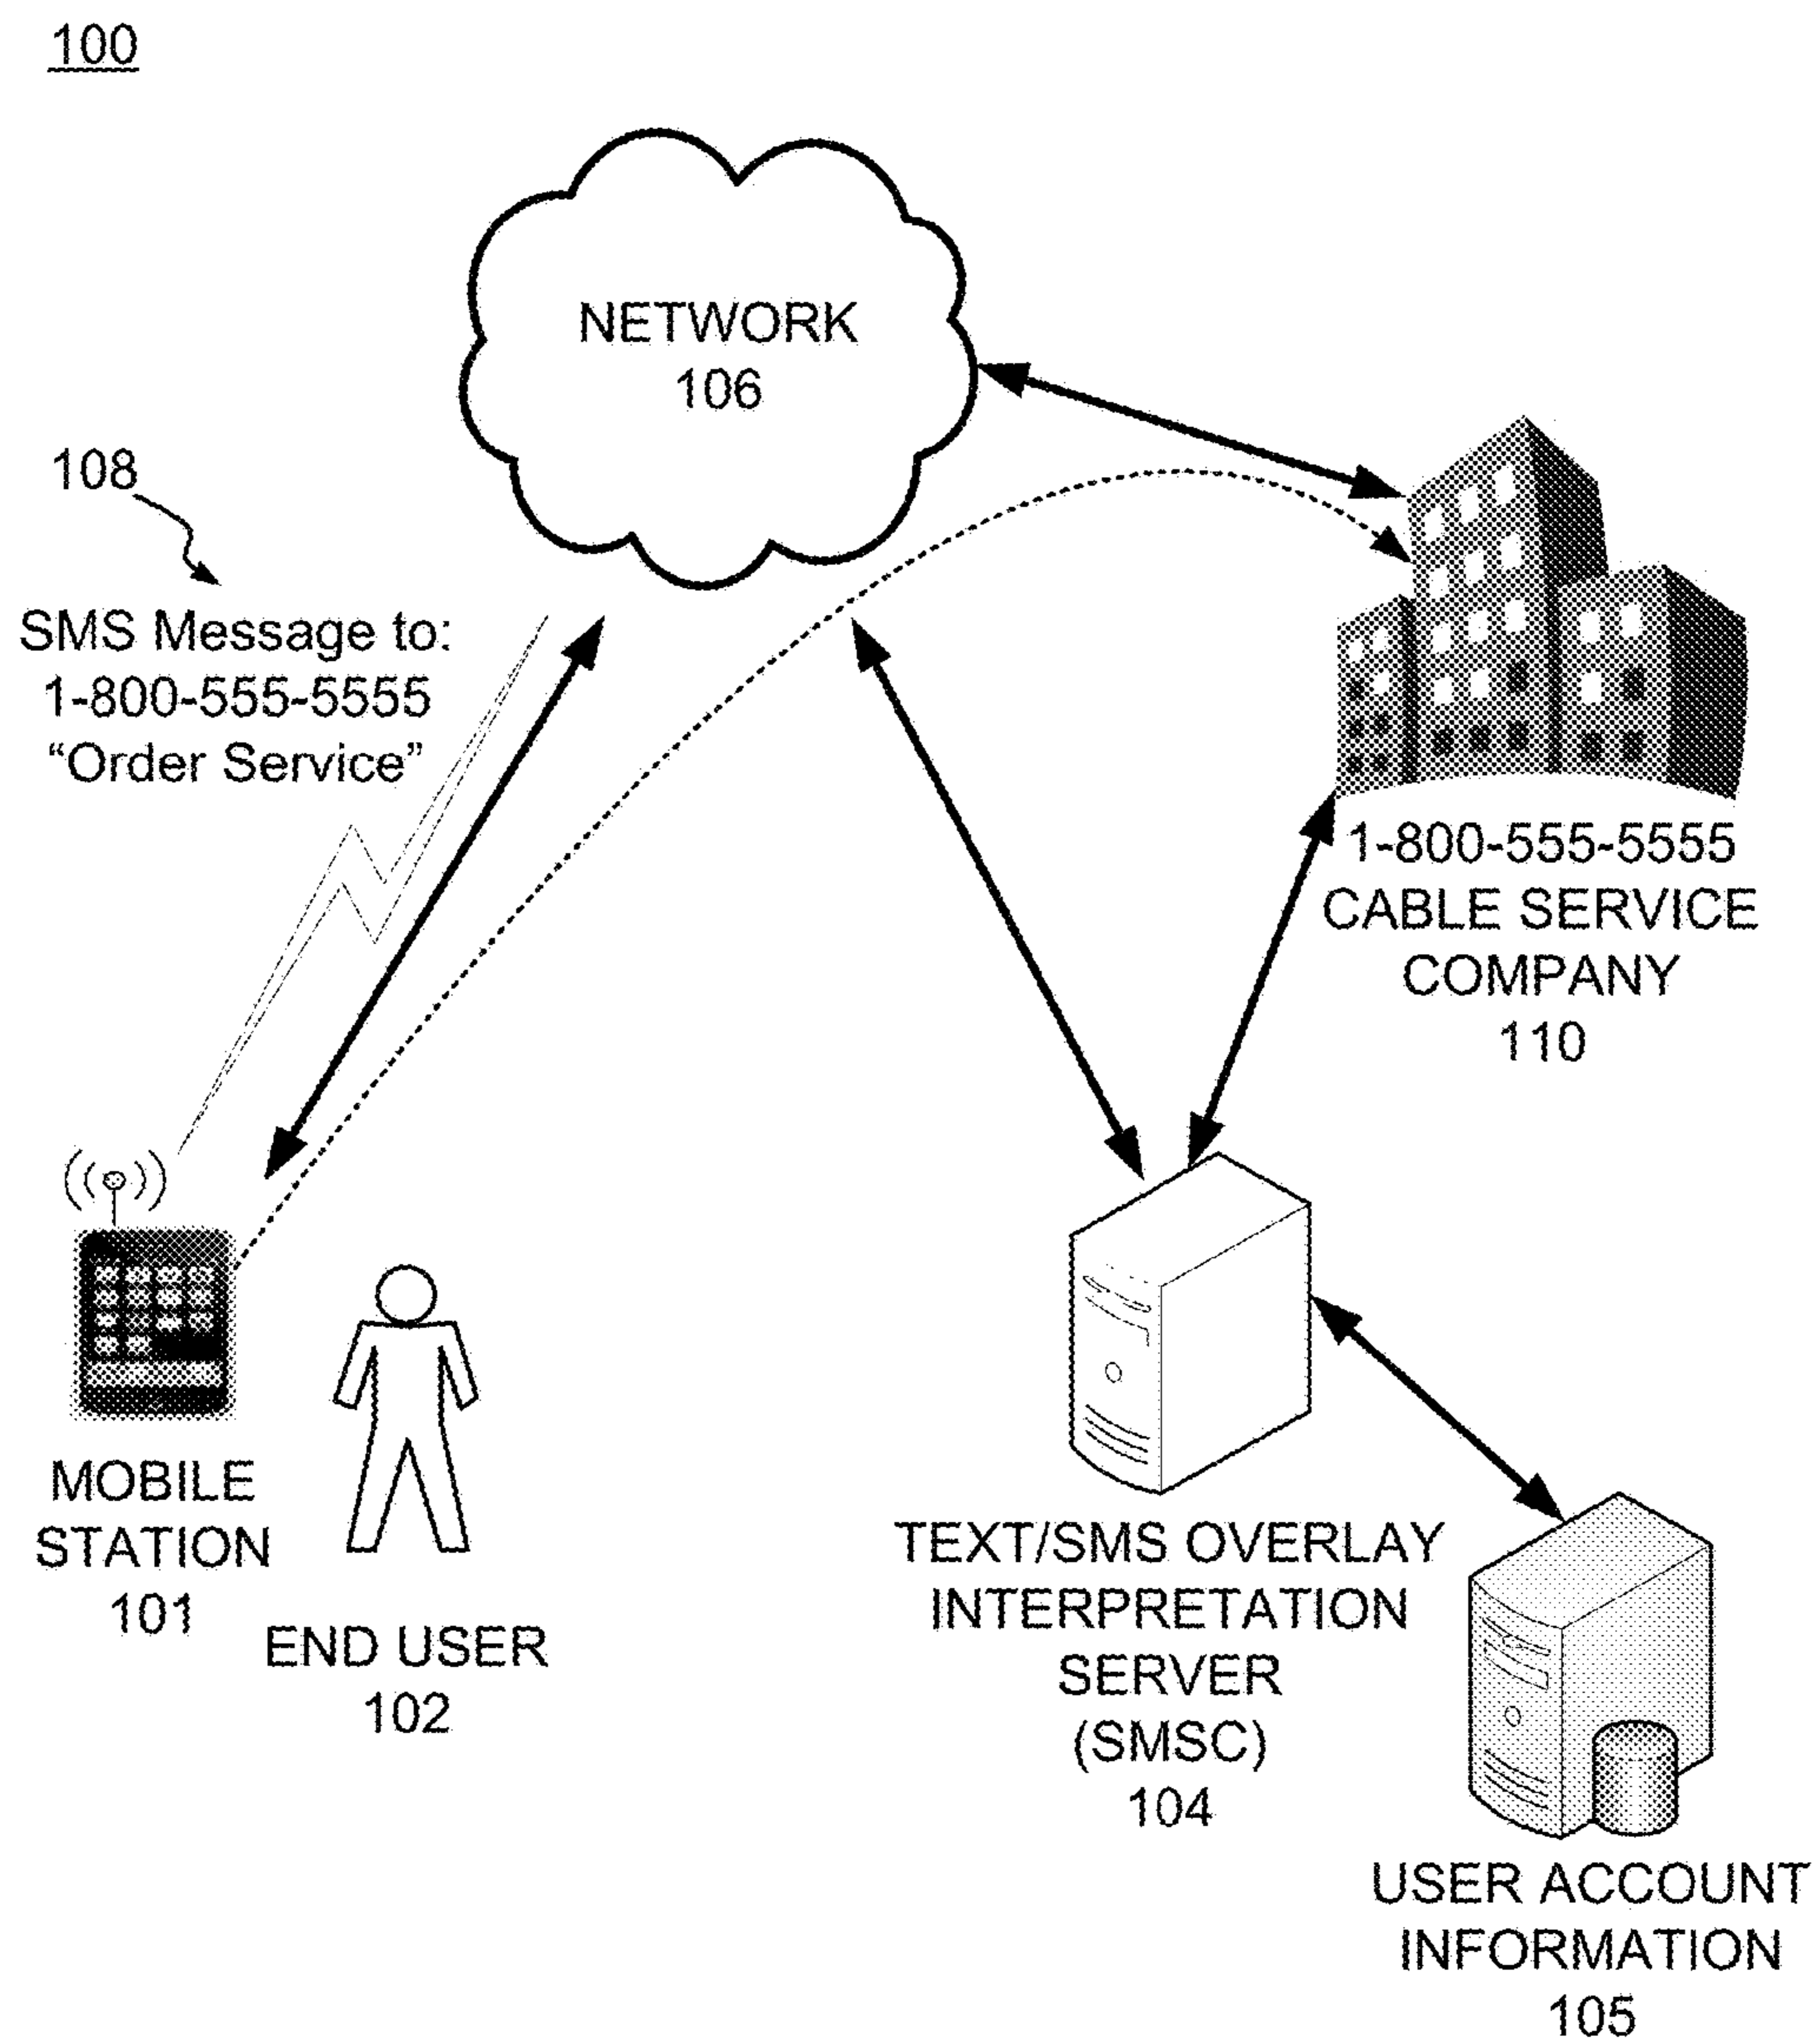 100
NETWORK
106
108
SMS Message to:
1-800-555-5555
“Order Service”
1-800-555-5555
CABLE SERVICE
COMPANY
110
MOBILE
STATION
101
END USER
102
TEXT/SMS OVERLAY
INTERPRETATION
SERVER
(SMSC)
104
USER ACCOUNT
INFORMATION
105